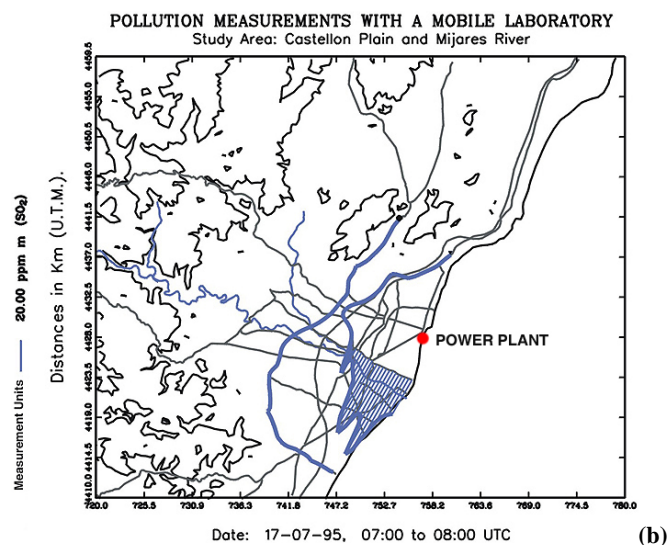 POLLUTION MEASUREMENTS WITH A MOBILE LABORATORY
Study Area: Castellon Plain and Mijares River
4459.5
4455.0
4450.5
4446.0
4441.5
4437.0
4432.5
4428.0
4423.5
4419.0
4414.5
4410.0
Distances in Km (U.T.M.).
Measurement Units
20.00 ppm m (SO₂)
POWER PLANT
720.0 725.5 730.9 736.3 741.8 747.2 752.7 758.2 763.6 769.0 774.5 780.0
Date: 17-07-95, 07:00 to 08:00 UTC
(b)